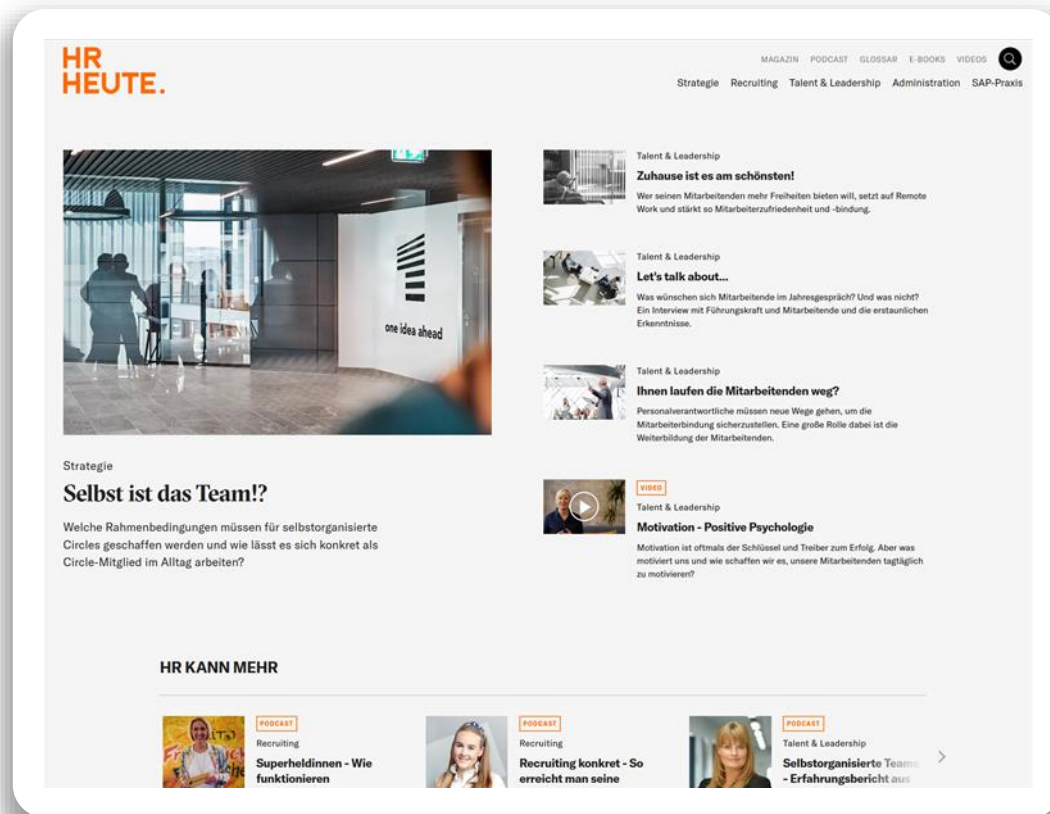 HR
HEUTE.
MAGAZIN PODCAST GLOSSAR E-BOOKS VIDEOS
Strategie Recruiting Talent & Leadership Administration SAP-Praxis
one idea ahead
Strategie
Selbst ist das Team!?
Welche Rahmenbedingungen müssen für selbstorganisierte
Circles geschaffen werden und wie lässt es sich konkret als
Circle-Mitglied im Alltag arbeiten?
Talent & Leadership
Zuhause ist es am schönsten!
Wer seinen Mitarbeitenden mehr Freiheiten bieten will, setzt auf Remote
Work und stärkt so Mitarbeiterzufriedenheit und -bindung.
Talent & Leadership
Let's talk about...
Was wünschen sich Mitarbeitende im Jahresgespräch? Und was nicht?
Ein Interview mit Führungskraft und Mitarbeitende und die erstaunlichen
Erkenntnisse.
Talent & Leadership
Ihnen laufen die Mitarbeitenden weg?
Personalverantwortliche müssen neue Wege gehen, um die
Mitarbeiterbindung sicherzustellen. Eine große Rolle dabei ist die
Weiterbildung der Mitarbeitenden.
VIDEO
Talent & Leadership
Motivation - Positive Psychologie
Motivation ist oftmals der Schlüssel und Treiber zum Erfolg. Aber was
motiviert uns und wie schaffen wir es, unsere Mitarbeitenden tagtäglich
zu motivieren?
HR KANN MEHR
PODCAST
Recruiting
Superheldinnen - Wie
funktionieren
PODCAST
Recruiting
Recruiting konkret - So
erreicht man seine
PODCAST
Talent & Leadership
Selbstorganisierte Teams
- Erfahrungsbericht aus